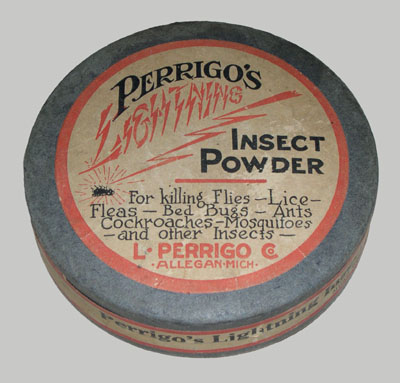 PERRIGO'S
LIGHTNING
INSECT
POWDER
For killing Flies — Lice —
Fleas — Bed Bugs — Ants
Cockroaches — Mosquitoes
— and other Insects —
L. PERRIGO Co.
· ALLEGAN · MICH ·
Perrigo's Lightning